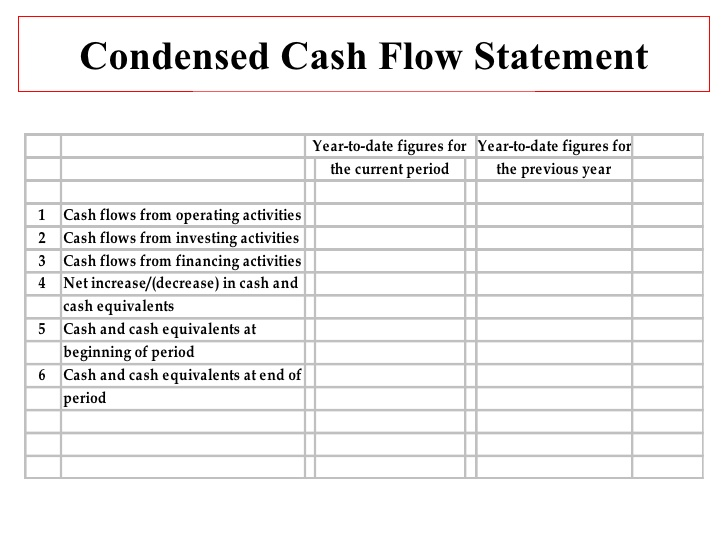 Condensed Cash Flow Statement
Year-to-date figures for Year-to-date figures for
the current period the previous year
1 Cash flows from operating activities
2 Cash flows from investing activities
3 Cash flows from financing activities
4 Net increase/(decrease) in cash and
cash equivalents
5 Cash and cash equivalents at
beginning of period
6 Cash and cash equivalents at end of
period